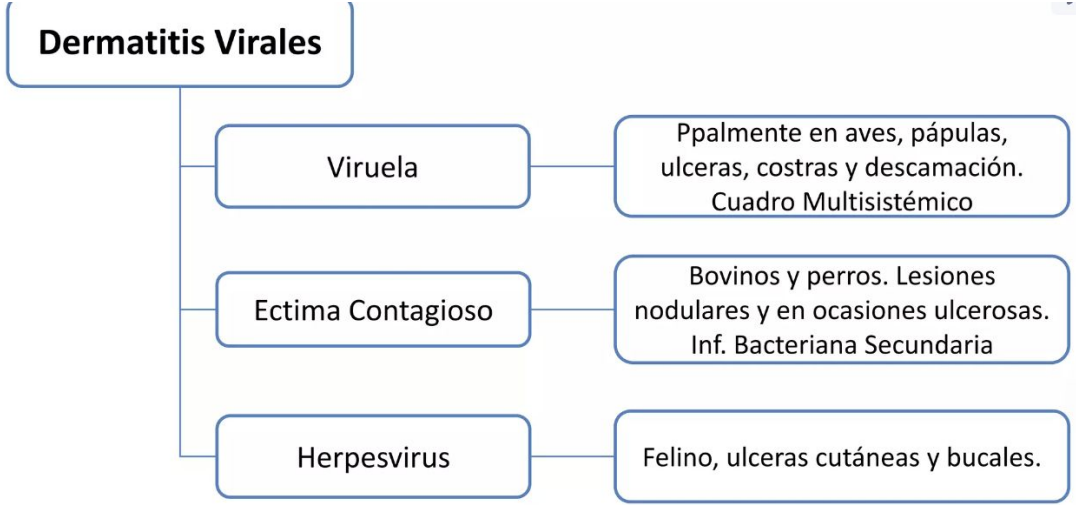 Dermatitis Virales
Viruela
Ppalmente en aves, pápulas,
ulceras, costras y descamación.
Cuadro Multisistémico
Ectima Contagioso
Bovinos y perros. Lesiones
nodulares y en ocasiones ulcerosas.
Inf. Bacteriana Secundaria
Herpesvirus
Felino, ulceras cutáneas y bucales.